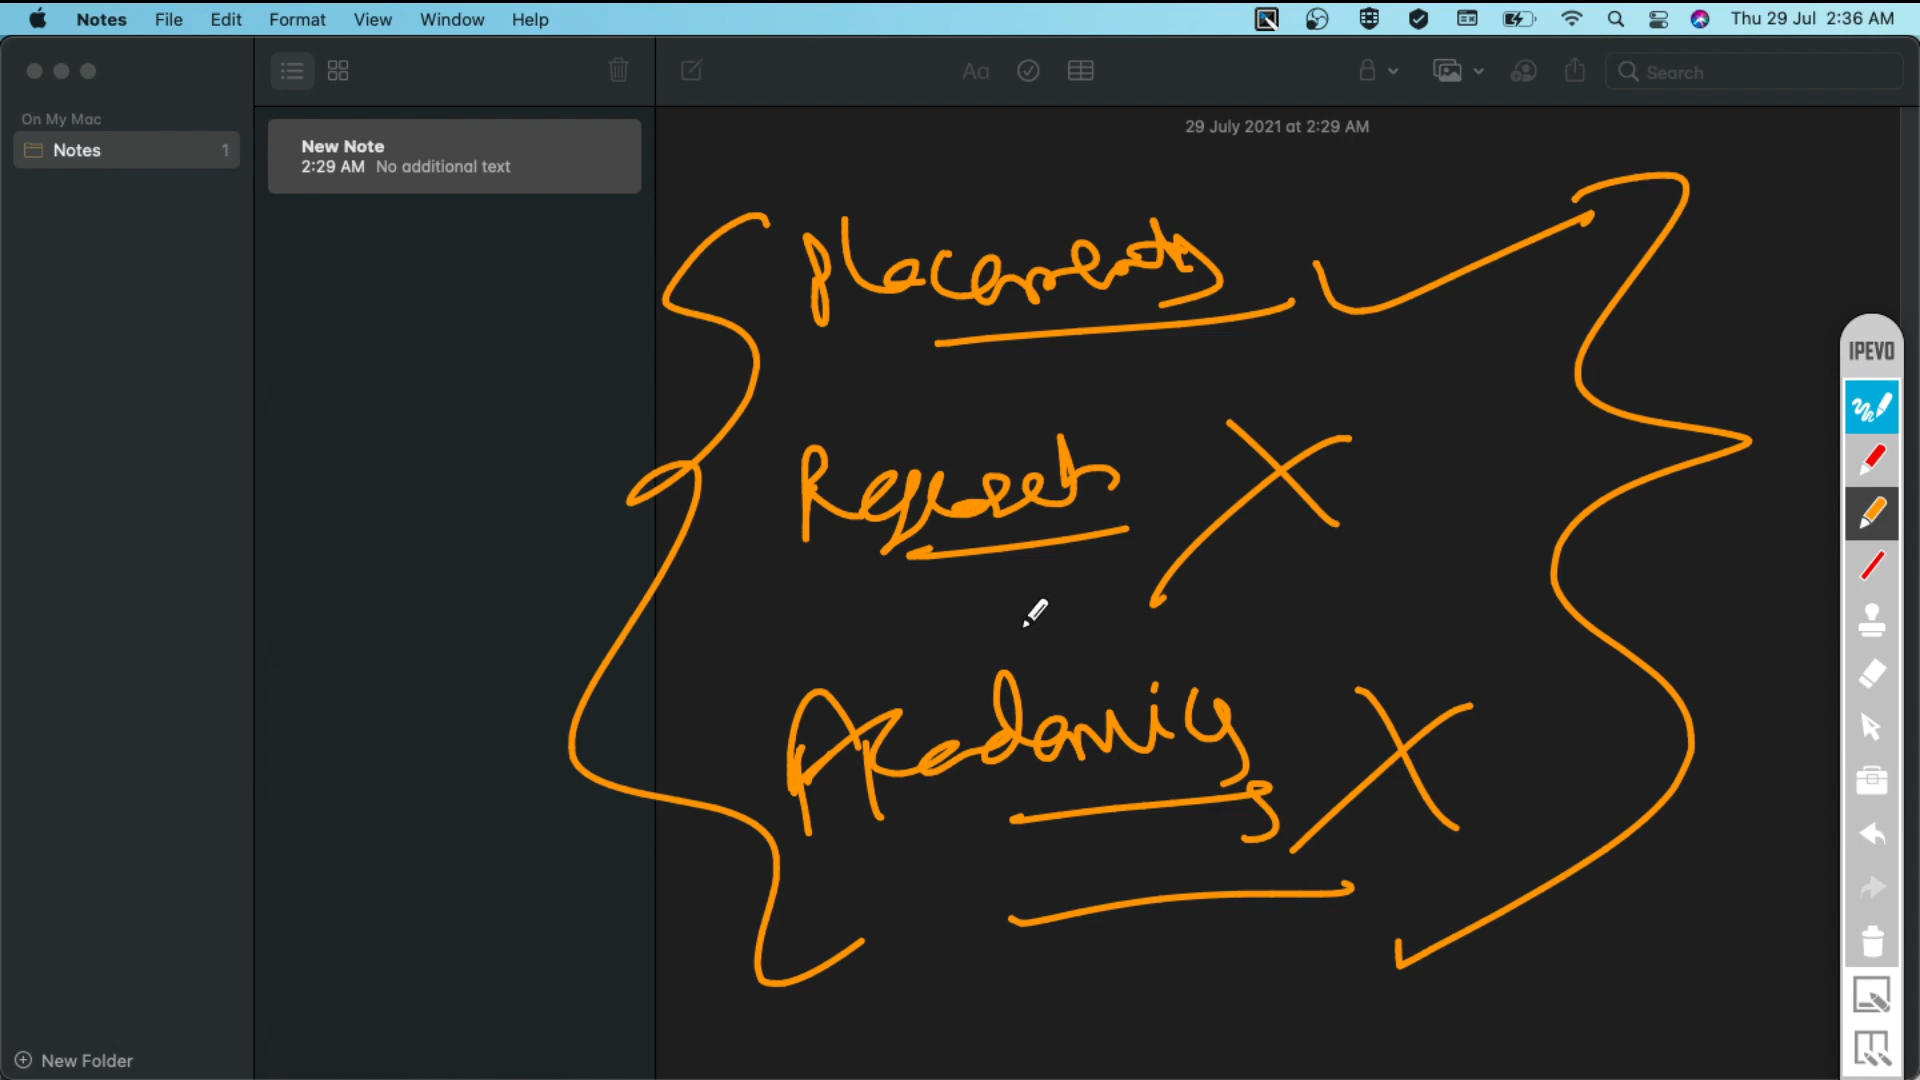 Notes File Edit Format View Window Help Thu 29 Jul 2:36 AM
Aa Search
On My Mac
Notes 1
New Note
2:29 AM No additional text
29 July 2021 at 2:29 AM
Placements
Academics
IPEVO
New Folder